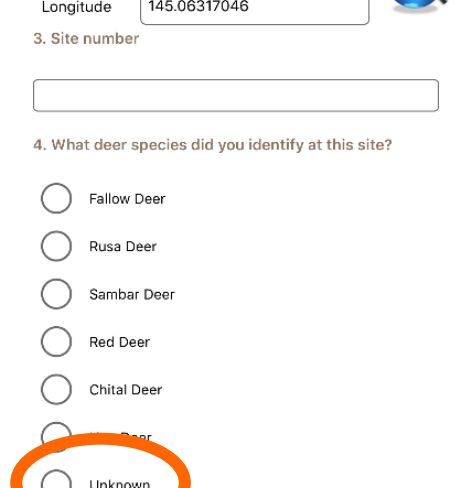 Longitude 145.06317046
3. Site number
4. What deer species did you identify at this site?
Fallow Deer
Rusa Deer
Sambar Deer
Red Deer
Chital Deer
Deer
Unknown